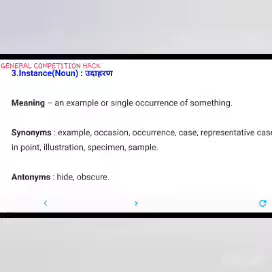 GENERAL COMPETITION HACK
3.Instance(Noun) : उदाहरण
Meaning – an example or single occurrence of something.
Synonyms : example, occasion, occurrence, case, representative case
in point, illustration, specimen, sample.
Antonyms : hide, obscure.